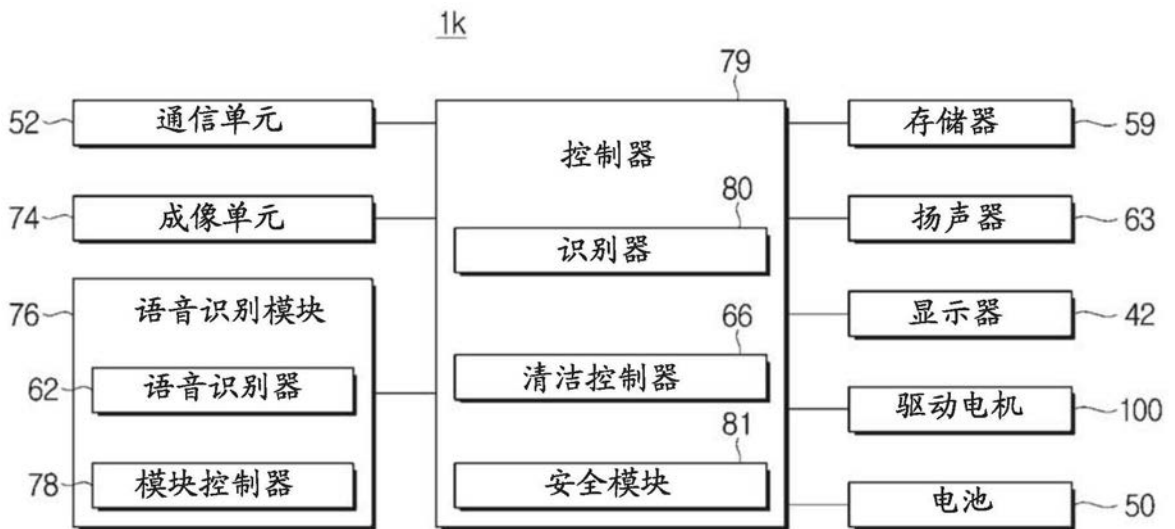 1k
79
52
通信单元
控制器
存储器
59
74
成像单元
80
识别器
扬声器
63
76
语音识别模块
66
显示器
42
62
语音识别器
清洁控制器
驱动电机
100
81
78
模块控制器
安全模块
电池
50